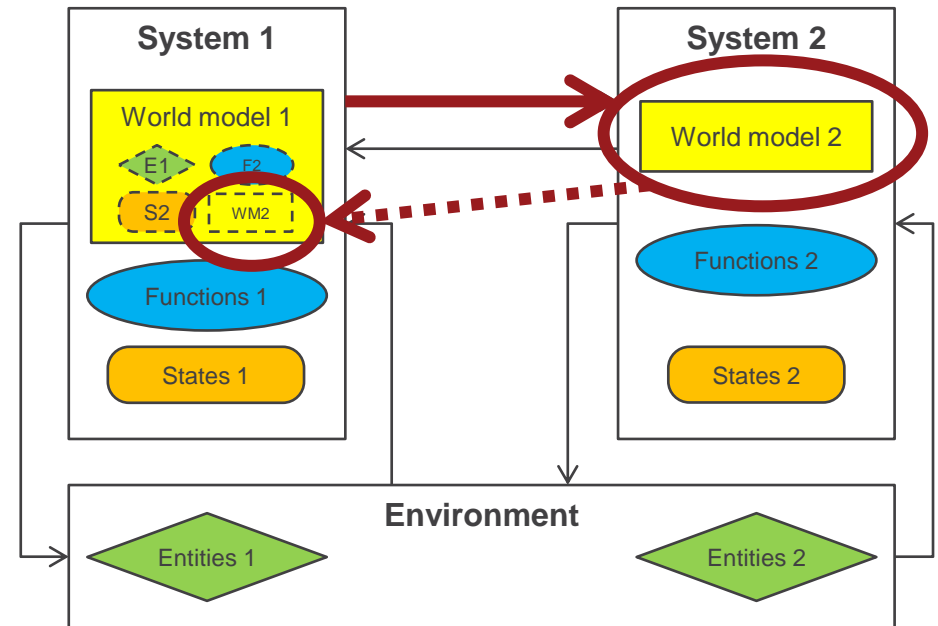 System 1
World model 1
E1
F2
S2
WM2
Functions 1
States 1
System 2
World model 2
Functions 2
States 2
Environment
Entities 1
Entities 2